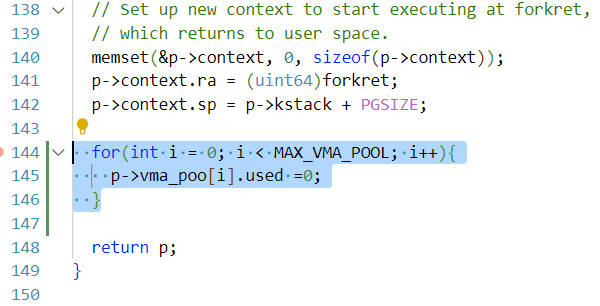 138 // Set up new context to start executing at forkret,
139 // which returns to user space.
140 memset(&p->context, 0, sizeof(p->context));
141 p->context.ra = (uint64)forkret;
142 p->context.sp = p->kstack + PGSIZE;
143
144 for(int i = 0; i < MAX_VMA_POOL; i++){
145 p->vma_poo[i].used =0;
146 }
147
148 return p;
149 }
150